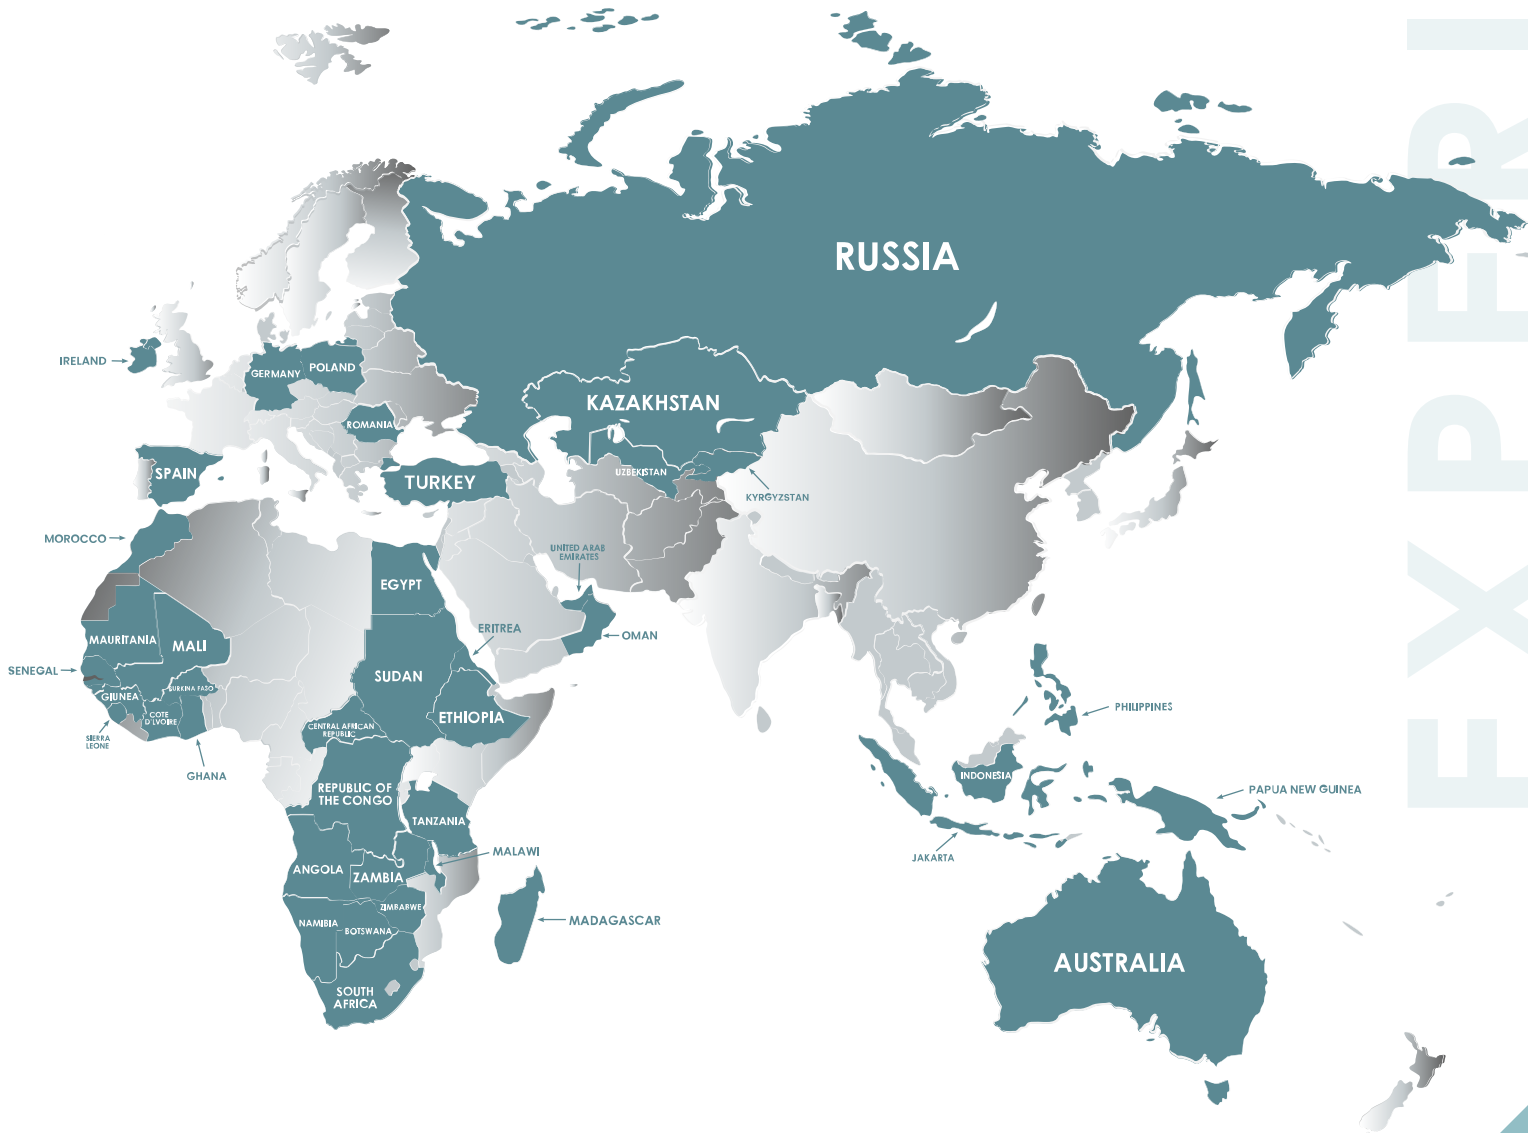 RUSSIA
IRELAND
GERMANY
POLAND
KAZAKHSTAN
ROMANIA
SPAIN
TURKEY
UZBEKISTAN
KYRGYZSTAN
MOROCCO
UNITED ARAB
EMIRATES
EGYPT
ERITREA
OMAN
MAURITANIA
MALI
SENEGAL
SUDAN
BURKINA FASO
GIUNEA
ETHIOPIA
COTE
D'LVOIRE
CENTRAL AFRICAN
REPUBLIC
SIERRA
LEONE
GHANA
PHILIPPINES
INDONESIA
REPUBLIC OF
THE CONGO
PAPUA NEW GUINEA
TANZANIA
JAKARTA
MALAWI
ANGOLA
ZAMBIA
ZIMBABWE
MADAGASCAR
NAMIBIA
BOTSWANA
AUSTRALIA
SOUTH
AFRICA
EXPERI